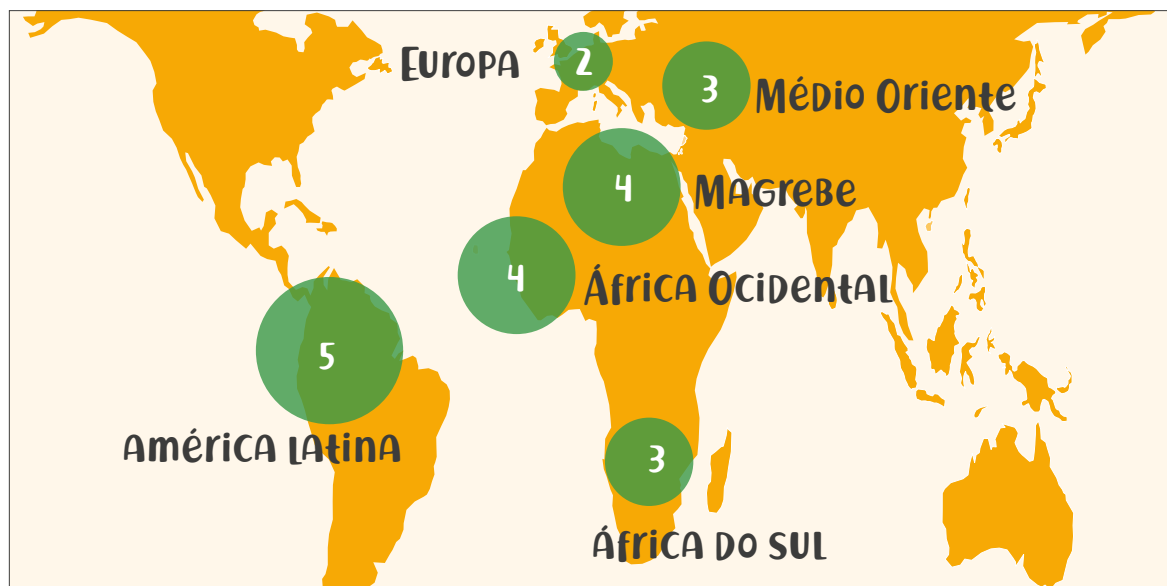 Europa
2
3
Médio Oriente
4
Magrebe
4
África Ocidental
5
América Latina
3
África do Sul